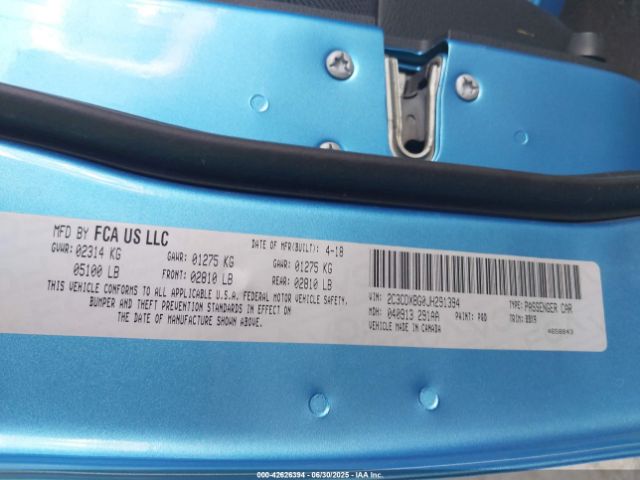 MFD BY FCA US LLC
DATE OF MFR(BUILT): 4-18
GVWR: 02314 KG GAWR: 01275 KG GAWR: 01275 KG
05100 LB FRONT: 02810 LB REAR: 02810 LB
THIS VEHICLE CONFORMS TO ALL APPLICABLE U.S.A. FEDERAL MOTOR VEHICLE SAFETY,
BUMPER AND THEFT PREVENTION STANDARDS IN EFFECT ON
THE DATE OF MANUFACTURE SHOWN ABOVE.
VIN: 2C3CDXBG0JH291394 TYPE: PASSENGER CAR
MDH: 040913 291AA PAINT: PQD TRIM:
VEHICLE MADE IN CANADA 4658843
000-42626394 - 06/30/2025 - IAA Inc.